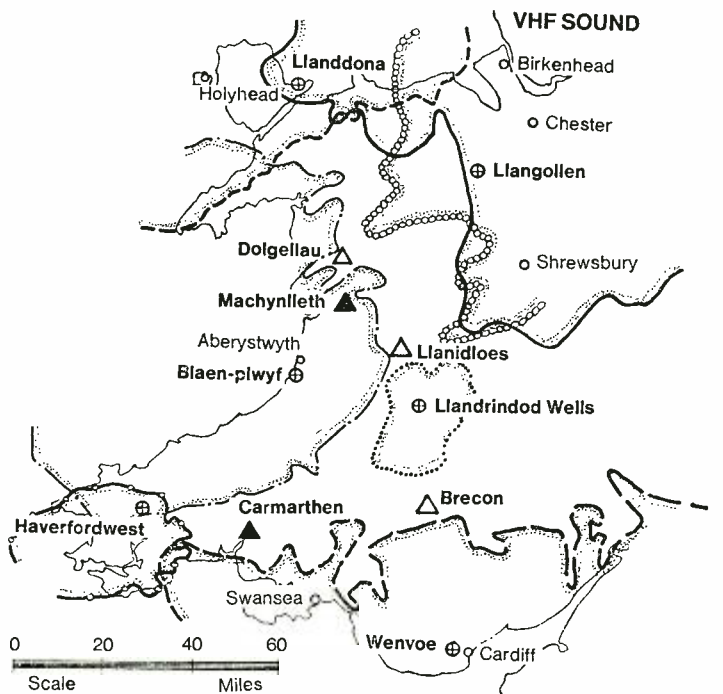 VHF SOUND
Llanddona
Birkenhead
Holyhead
Chester
Llangollen
Dolgellau
Shrewsbury
Machynlleth
Aberystwyth
Llanidloes
Blaen-plwyf
Llandrindod Wells
Brecon
Carmarthen
Haverfordwest
Swansea
Wenvoe
Cardiff
0 20 40 60
Scale Miles